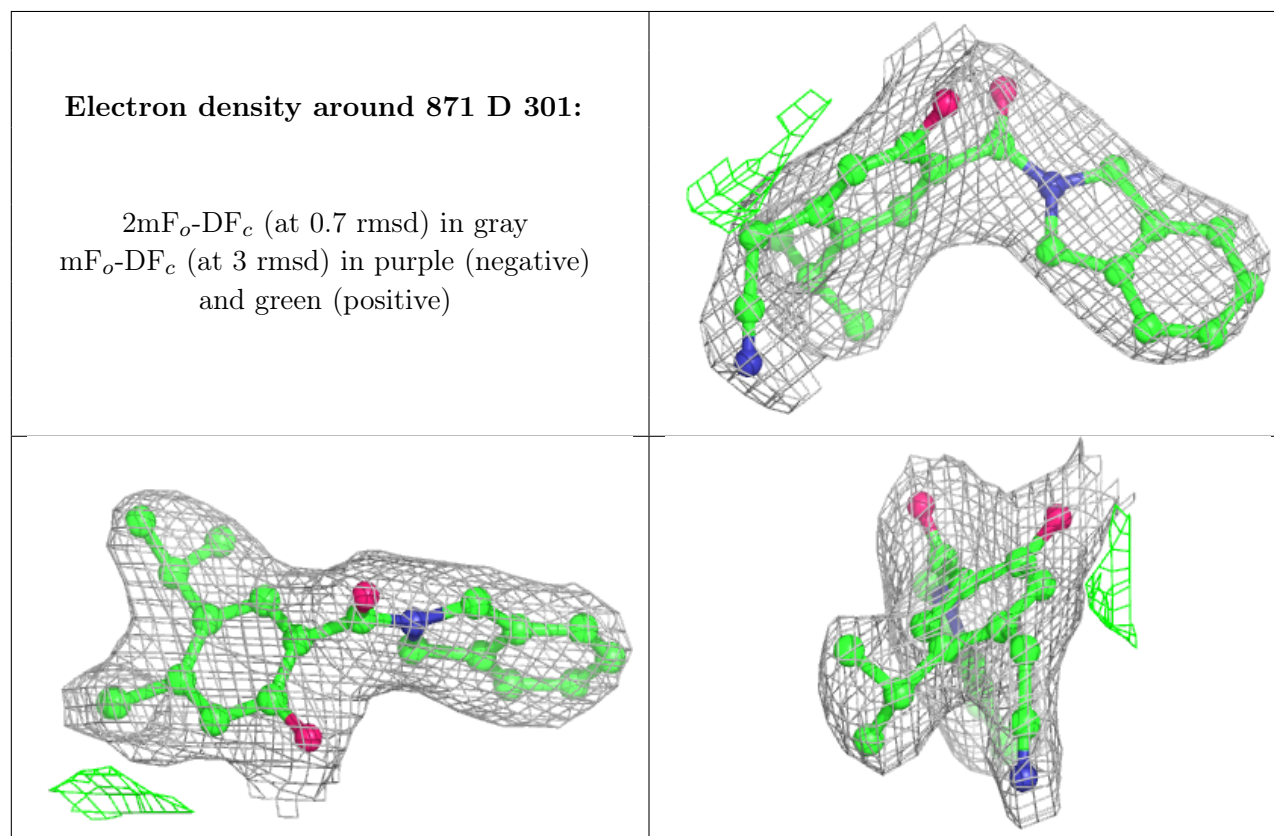 Electron density around 871 D 301:
2mFo-DFc (at 0.7 rmsd) in gray
mFo-DFc (at 3 rmsd) in purple (negative)
and green (positive)